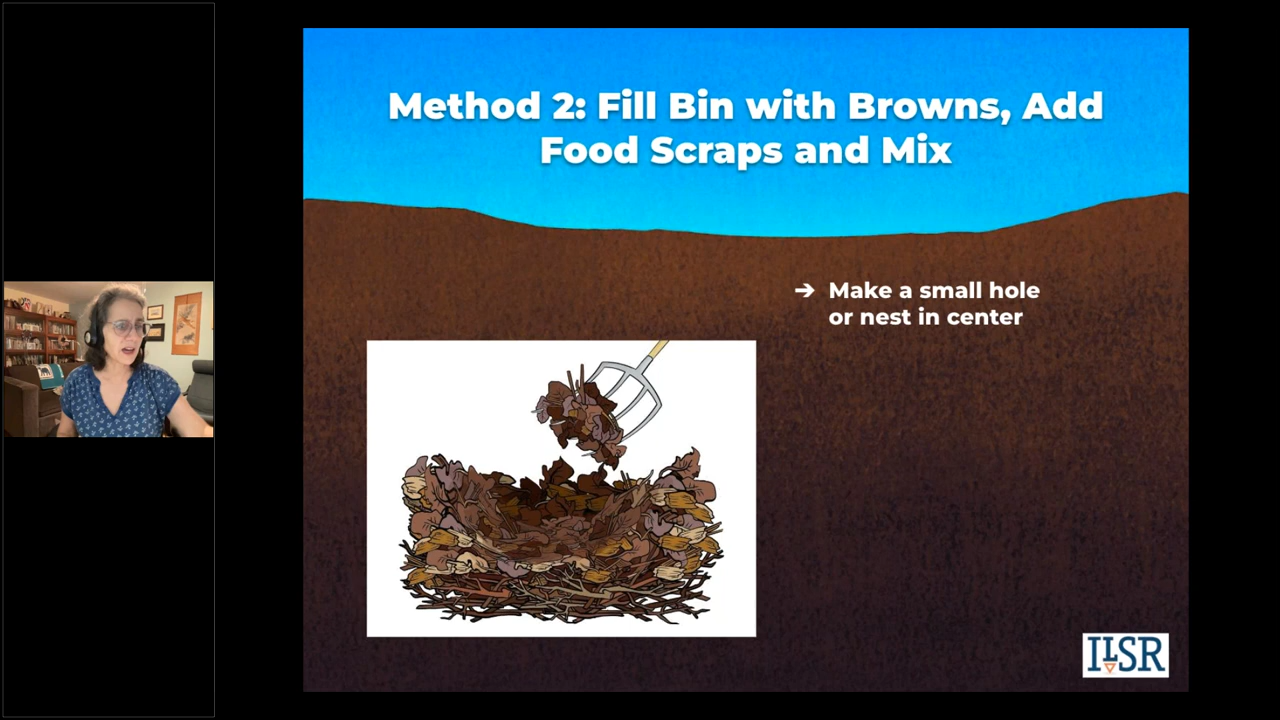 Method 2: Fill Bin with Browns, Add
Food Scraps and Mix
➔ Make a small hole
or nest in center
ILSR